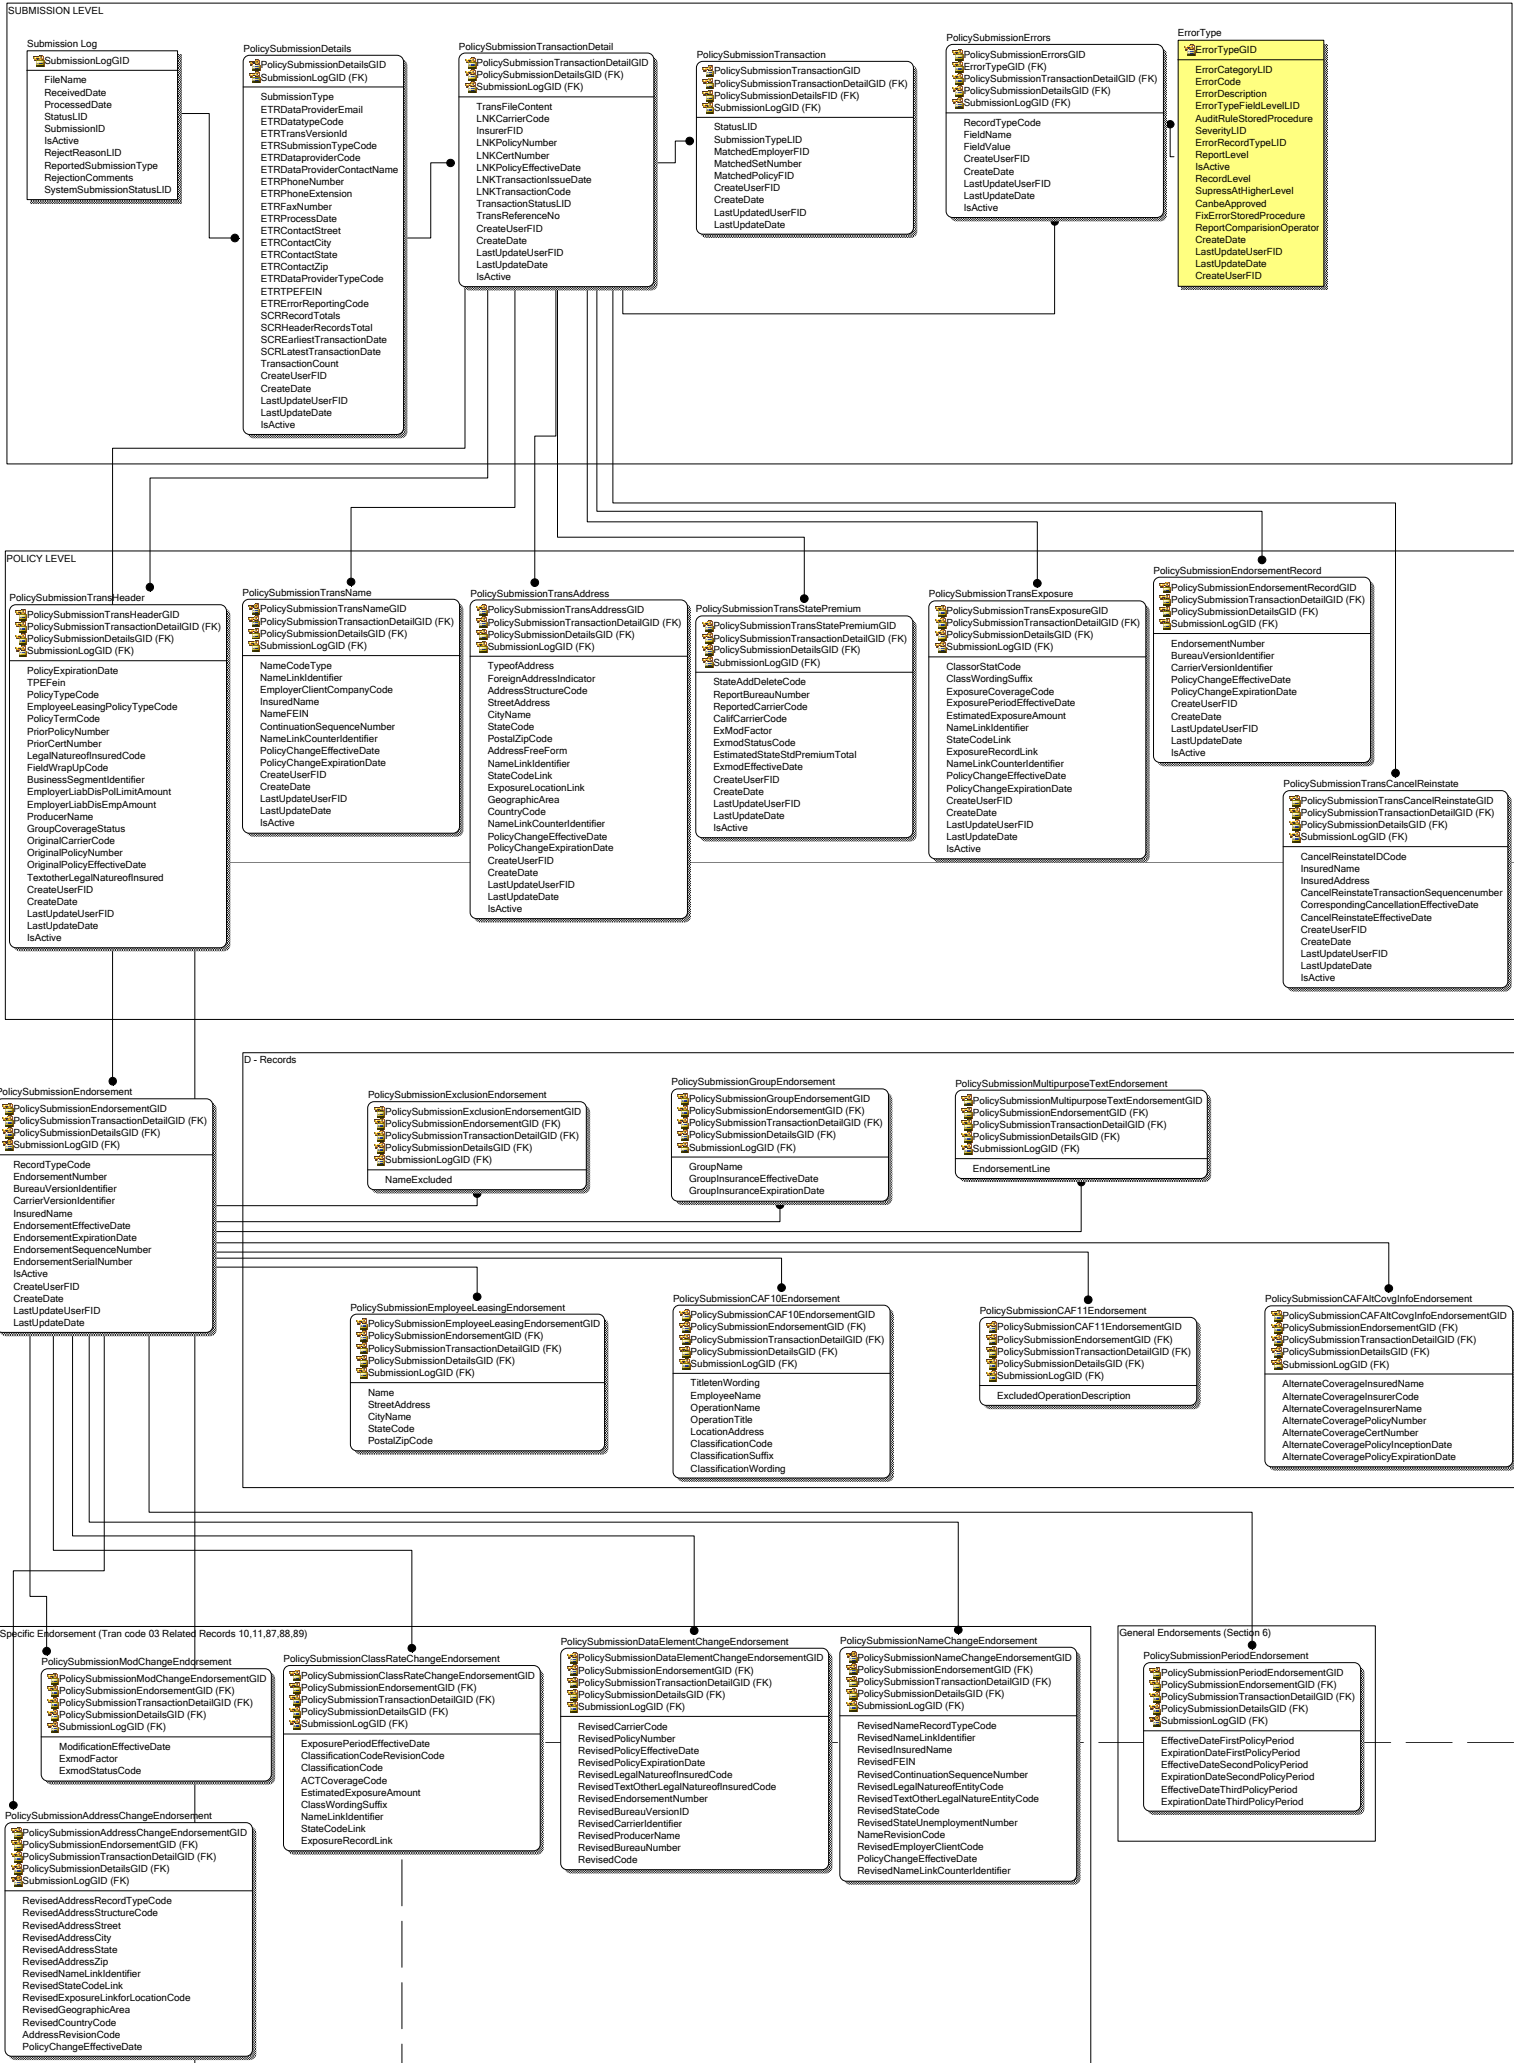 SUBMISSION LEVEL
Submission Log
SubmissionLogGID
FileName
ReceivedDate
ProcessedDate
StatusLID
SubmissionID
IsActive
RejectReasonLID
ReportedSubmissionType
RejectionComments
SystemSubmissionStatusLID
PolicySubmissionDetails
PolicySubmissionDetailsGID
SubmissionLogGID (FK)
SubmissionType
ETRDataProviderEmail
ETRDatatypeCode
ETRTransVersionId
ETRSubmissionTypeCode
ETRDataproviderCode
ETRDataProviderContactName
ETRPhoneNumber
ETRPhoneExtension
ETRFaxNumber
ETRProcessDate
ETRContactStreet
ETRContactCity
ETRContactState
ETRContactZip
ETRDataProviderTypeCode
ETRTPEFEIN
ETRErrorReportingCode
SCRRecordTotals
SCRHeaderRecordsTotal
SCREarliestTransactionDate
SCRLatestTransactionDate
TransactionCount
CreateUserFID
CreateDate
LastUpdateUserFID
LastUpdateDate
IsActive
PolicySubmissionTransactionDetail
PolicySubmissionTransactionDetailGID
PolicySubmissionDetailsGID (FK)
SubmissionLogGID (FK)
TransFileContent
LNKCarrierCode
InsurerFID
LNKPolicyNumber
LNKCertNumber
LNKPolicyEffectiveDate
LNKTransactionIssueDate
LNKTransactionCode
TransactionStatusLID
TransReferenceNo
CreateUserFID
CreateDate
LastUpdateUserFID
LastUpdateDate
IsActive
PolicySubmissionTransaction
PolicySubmissionTransactionGID
PolicySubmissionTransactionDetailGID (FK)
PolicySubmissionDetailsFID (FK)
SubmissionLogGID (FK)
StatusLID
SubmissionTypeLID
MatchedEmployerFID
MatchedSetNumber
MatchedPolicyFID
CreateUserFID
CreateDate
LastUpdatedUserFID
LastUpdateDate
PolicySubmissionErrors
PolicySubmissionErrorsGID
ErrorTypeGID (FK)
PolicySubmissionTransactionDetailGID (FK)
PolicySubmissionDetailsGID (FK)
SubmissionLogGID (FK)
RecordTypeCode
FieldName
FieldValue
CreateUserFID
CreateDate
LastUpdateUserFID
LastUpdateDate
IsActive
ErrorType
ErrorTypeGID
ErrorCategoryLID
ErrorCode
ErrorDescription
ErrorTypeFieldLevelLID
AuditRuleStoredProcedure
SeverityLID
ErrorRecordTypeLID
ReportLevel
IsActive
RecordLevel
SupressAtHigherLevel
CanbeApproved
FixErrorStoredProcedure
ReportComparisionOperator
CreateDate
LastUpdateUserFID
LastUpdateDate
CreateUserFID
POLICY LEVEL
PolicySubmissionTransHeader
PolicySubmissionTransHeaderGID
PolicySubmissionTransactionDetailGID (FK)
PolicySubmissionDetailsGID (FK)
SubmissionLogGID (FK)
PolicyExpirationDate
TPEFein
PolicyTypeCode
EmployeeLeasingPolicyTypeCode
PolicyTermCode
PriorPolicyNumber
PriorCertNumber
LegalNatureofInsuredCode
FieldWrapUpCode
BusinessSegmentIdentifier
EmployerLiabDisPolLimitAmount
EmployerLiabDisEmpAmount
ProducerName
GroupCoverageStatus
OriginalCarrierCode
OriginalPolicyNumber
OriginalPolicyEffectiveDate
TextotherLegalNatureofInsured
CreateUserFID
CreateDate
LastUpdateUserFID
LastUpdateDate
IsActive
PolicySubmissionTransName
PolicySubmissionTransNameGID
PolicySubmissionTransactionDetailGID (FK)
PolicySubmissionDetailsGID (FK)
SubmissionLogGID (FK)
NameCodeType
NameLinkIdentifier
EmployerClientCompanyCode
InsuredName
NameFEIN
ContinuationSequenceNumber
NameLinkCounterIdentifier
PolicyChangeEffectiveDate
PolicyChangeExpirationDate
CreateUserFID
CreateDate
LastUpdateUserFID
LastUpdateDate
IsActive
PolicySubmissionTransAddress
PolicySubmissionTransAddressGID
PolicySubmissionTransactionDetailGID (FK)
PolicySubmissionDetailsGID (FK)
SubmissionLogGID (FK)
TypeofAddress
ForeignAddressIndicator
AddressStructureCode
StreetAddress
CityName
StateCode
PostalZipCode
AddressFreeForm
NameLinkIdentifier
StateCodeLink
ExposureLocationLink
GeographicArea
CountryCode
NameLinkCounterIdentifier
PolicyChangeEffectiveDate
PolicyChangeExpirationDate
CreateUserFID
CreateDate
LastUpdateUserFID
LastUpdateDate
IsActive
PolicySubmissionTransStatePremium
PolicySubmissionTransStatePremiumGID
PolicySubmissionTransactionDetailGID (FK)
PolicySubmissionDetailsGID (FK)
SubmissionLogGID (FK)
StateAddDeleteCode
ReportBureauNumber
ReportedCarrierCode
CalifCarrierCode
ExModFactor
ExmodStatusCode
EstimatedStateStdPremiumTotal
ExmodEffectiveDate
CreateUserFID
CreateDate
LastUpdateUserFID
LastUpdateDate
IsActive
PolicySubmissionTransExposure
PolicySubmissionTransExposureGID
PolicySubmissionTransactionDetailGID (FK)
PolicySubmissionDetailsGID (FK)
SubmissionLogGID (FK)
ClassorStatCode
ClassWordingSuffix
ExposureCoverageCode
ExposurePeriodEffectiveDate
EstimatedExposureAmount
NameLinkIdentifier
StateCodeLink
ExposureRecordLink
NameLinkCounterIdentifier
PolicyChangeEffectiveDate
PolicyChangeExpirationDate
CreateUserFID
CreateDate
LastUpdateUserFID
LastUpdateDate
IsActive
PolicySubmissionEndorsementRecord
PolicySubmissionEndorsementRecordGID
PolicySubmissionTransactionDetailGID (FK)
PolicySubmissionDetailsGID (FK)
SubmissionLogGID (FK)
EndorsementNumber
BureauVersionIdentifier
CarrierVersionIdentifier
PolicyChangeEffectiveDate
PolicyChangeExpirationDate
CreateUserFID
CreateDate
LastUpdateUserFID
LastUpdateDate
IsActive
PolicySubmissionTransCancelReinstate
PolicySubmissionTransCancelReinstateGID
PolicySubmissionTransactionDetailGID (FK)
PolicySubmissionDetailsGID (FK)
SubmissionLogGID (FK)
CancelReinstateIDCode
InsuredName
InsuredAddress
CancelReinstateTransactionSequencenumber
CorrespondingCancellationEffectiveDate
CancelReinstateEffectiveDate
CreateUserFID
CreateDate
LastUpdateUserFID
LastUpdateDate
IsActive
PolicySubmissionEndorsement
PolicySubmissionEndorsementGID
PolicySubmissionTransactionDetailGID (FK)
PolicySubmissionDetailsGID (FK)
SubmissionLogGID (FK)
RecordTypeCode
EndorsementNumber
BureauVersionIdentifier
CarrierVersionIdentifier
InsuredName
EndorsementEffectiveDate
EndorsementExpirationDate
EndorsementSequenceNumber
EndorsementSerialNumber
IsActive
CreateUserFID
CreateDate
LastUpdateUserFID
LastUpdateDate
D - Records
PolicySubmissionExclusionEndorsement
PolicySubmissionExclusionEndorsementGID
PolicySubmissionEndorsementGID (FK)
PolicySubmissionTransactionDetailGID (FK)
PolicySubmissionDetailsGID (FK)
SubmissionLogGID (FK)
NameExcluded
PolicySubmissionGroupEndorsement
PolicySubmissionGroupEndorsementGID
PolicySubmissionEndorsementGID (FK)
PolicySubmissionTransactionDetailGID (FK)
PolicySubmissionDetailsGID (FK)
SubmissionLogGID (FK)
GroupName
GroupInsuranceEffectiveDate
GroupInsuranceExpirationDate
PolicySubmissionMultipurposeTextEndorsement
PolicySubmissionMultipurposeTextEndorsementGID
PolicySubmissionEndorsementGID (FK)
PolicySubmissionTransactionDetailGID (FK)
PolicySubmissionDetailsGID (FK)
SubmissionLogGID (FK)
EndorsementLine
PolicySubmissionEmployeeLeasingEndorsement
PolicySubmissionEmployeeLeasingEndorsementGID
PolicySubmissionEndorsementGID (FK)
PolicySubmissionTransactionDetailGID (FK)
PolicySubmissionDetailsGID (FK)
SubmissionLogGID (FK)
Name
StreetAddress
CityName
StateCode
PostalZipCode
PolicySubmissionCAF10Endorsement
PolicySubmissionCAF10EndorsementGID
PolicySubmissionEndorsementGID (FK)
PolicySubmissionTransactionDetailGID (FK)
PolicySubmissionDetailsGID (FK)
SubmissionLogGID (FK)
TitletenWording
EmployeeName
OperationName
OperationTitle
LocationAddress
ClassificationCode
ClassificationSuffix
ClassificationWording
PolicySubmissionCAF11Endorsement
PolicySubmissionCAF11EndorsementGID
PolicySubmissionEndorsementGID (FK)
PolicySubmissionTransactionDetailGID (FK)
PolicySubmissionDetailsGID (FK)
SubmissionLogGID (FK)
ExcludedOperationDescription
PolicySubmissionCAFAltCovgInfoEndorsement
PolicySubmissionCAFAltCovgInfoEndorsementGID
PolicySubmissionEndorsementGID (FK)
PolicySubmissionTransactionDetailGID (FK)
PolicySubmissionDetailsGID (FK)
SubmissionLogGID (FK)
AlternateCoverageInsuredName
AlternateCoverageInsurerCode
AlternateCoverageInsurerName
AlternateCoveragePolicyNumber
AlternateCoverageCertNumber
AlternateCoveragePolicyInceptionDate
AlternateCoveragePolicyExpirationDate
Specific Endorsement (Tran code 03 Related Records 10,11,87,88,89)
PolicySubmissionModChangeEndorsement
PolicySubmissionModChangeEndorsementGID
PolicySubmissionEndorsementGID (FK)
PolicySubmissionTransactionDetailGID (FK)
PolicySubmissionDetailsGID (FK)
SubmissionLogGID (FK)
ModificationEffectiveDate
ExmodFactor
ExmodStatusCode
PolicySubmissionAddressChangeEndorsement
PolicySubmissionAddressChangeEndorsementGID
PolicySubmissionEndorsementGID (FK)
PolicySubmissionTransactionDetailGID (FK)
PolicySubmissionDetailsGID (FK)
SubmissionLogGID (FK)
RevisedAddressRecordTypeCode
RevisedAddressStructureCode
RevisedAddressStreet
RevisedAddressCity
RevisedAddressState
RevisedAddressZip
RevisedNameLinkIdentifier
RevisedStateCodeLink
RevisedExposureLinkforLocationCode
RevisedGeographicArea
RevisedCountryCode
AddressRevisionCode
PolicyChangeEffectiveDate
PolicySubmissionClassRateChangeEndorsement
PolicySubmissionClassRateChangeEndorsementGID
PolicySubmissionEndorsementGID (FK)
PolicySubmissionTransactionDetailGID (FK)
PolicySubmissionDetailsGID (FK)
SubmissionLogGID (FK)
ExposurePeriodEffectiveDate
ClassificationCodeRevisionCode
ClassificationCode
ACTCoverageCode
EstimatedExposureAmount
ClassWordingSuffix
NameLinkIdentifier
StateCodeLink
ExposureRecordLink
PolicySubmissionDataElementChangeEndorsement
PolicySubmissionDataElementChangeEndorsementGID
PolicySubmissionEndorsementGID (FK)
PolicySubmissionTransactionDetailGID (FK)
PolicySubmissionDetailsGID (FK)
SubmissionLogGID (FK)
RevisedCarrierCode
RevisedPolicyNumber
RevisedPolicyEffectiveDate
RevisedPolicyExpirationDate
RevisedLegalNatureofInsuredCode
RevisedTextOtherLegalNatureofInsuredCode
RevisedEndorsementNumber
RevisedBureauVersionID
RevisedCarrierIdentifier
RevisedProducerName
RevisedBureauNumber
RevisedCode
PolicySubmissionNameChangeEndorsement
PolicySubmissionNameChangeEndorsementGID
PolicySubmissionEndorsementGID (FK)
PolicySubmissionTransactionDetailGID (FK)
PolicySubmissionDetailsGID (FK)
SubmissionLogGID (FK)
RevisedNameRecordTypeCode
RevisedNameLinkIdentifier
RevisedInsuredName
RevisedFEIN
RevisedContinuationSequenceNumber
RevisedLegalNatureofEntityCode
RevisedTextOtherLegalNatureEntityCode
RevisedStateCode
RevisedStateUnemploymentNumber
NameRevisionCode
RevisedEmployerClientCode
PolicyChangeEffectiveDate
RevisedNameLinkCounterIdentifier
General Endorsements (Section 6)
PolicySubmissionPeriodEndorsement
PolicySubmissionPeriodEndorsementGID
PolicySubmissionEndorsementGID (FK)
PolicySubmissionTransactionDetailGID (FK)
PolicySubmissionDetailsGID (FK)
SubmissionLogGID (FK)
EffectiveDateFirstPolicyPeriod
ExpirationDateFirstPolicyPeriod
EffectiveDateSecondPolicyPeriod
ExpirationDateSecondPolicyPeriod
EffectiveDateThirdPolicyPeriod
ExpirationDateThirdPolicyPeriod